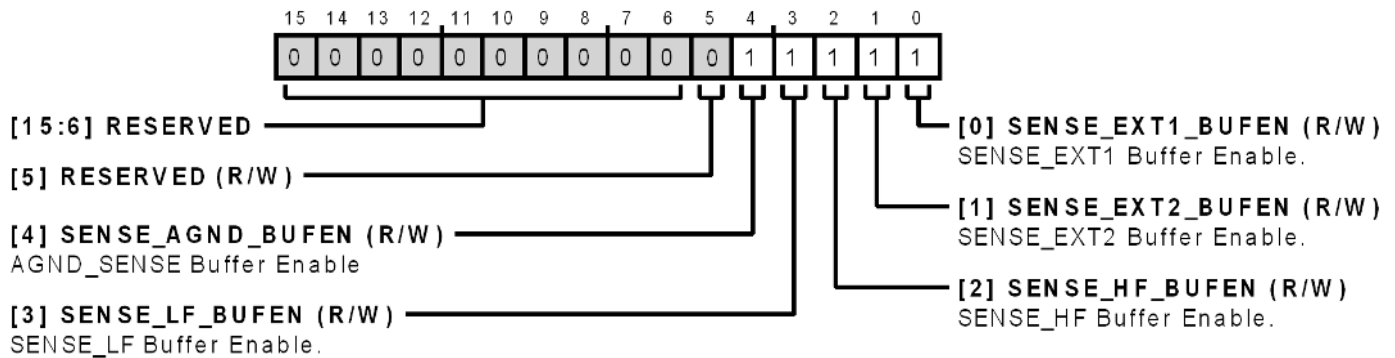 15 14 13 12 11 10 9 8 7 6 5 4 3 2 1 0
0 0 0 0 0 0 0 0 0 0 0 1 1 1 1 1
[15:6] RESERVED
[5] RESERVED (R/W)
[4] SENSE_AGND_BUFEN (R/W)
AGND_SENSE Buffer Enable
[3] SENSE_LF_BUFEN (R/W)
SENSE_LF Buffer Enable.
[0] SENSE_EXT1_BUFEN (R/W)
SENSE_EXT1 Buffer Enable.
[1] SENSE_EXT2_BUFEN (R/W)
SENSE_EXT2 Buffer Enable.
[2] SENSE_HF_BUFEN (R/W)
SENSE_HF Buffer Enable.